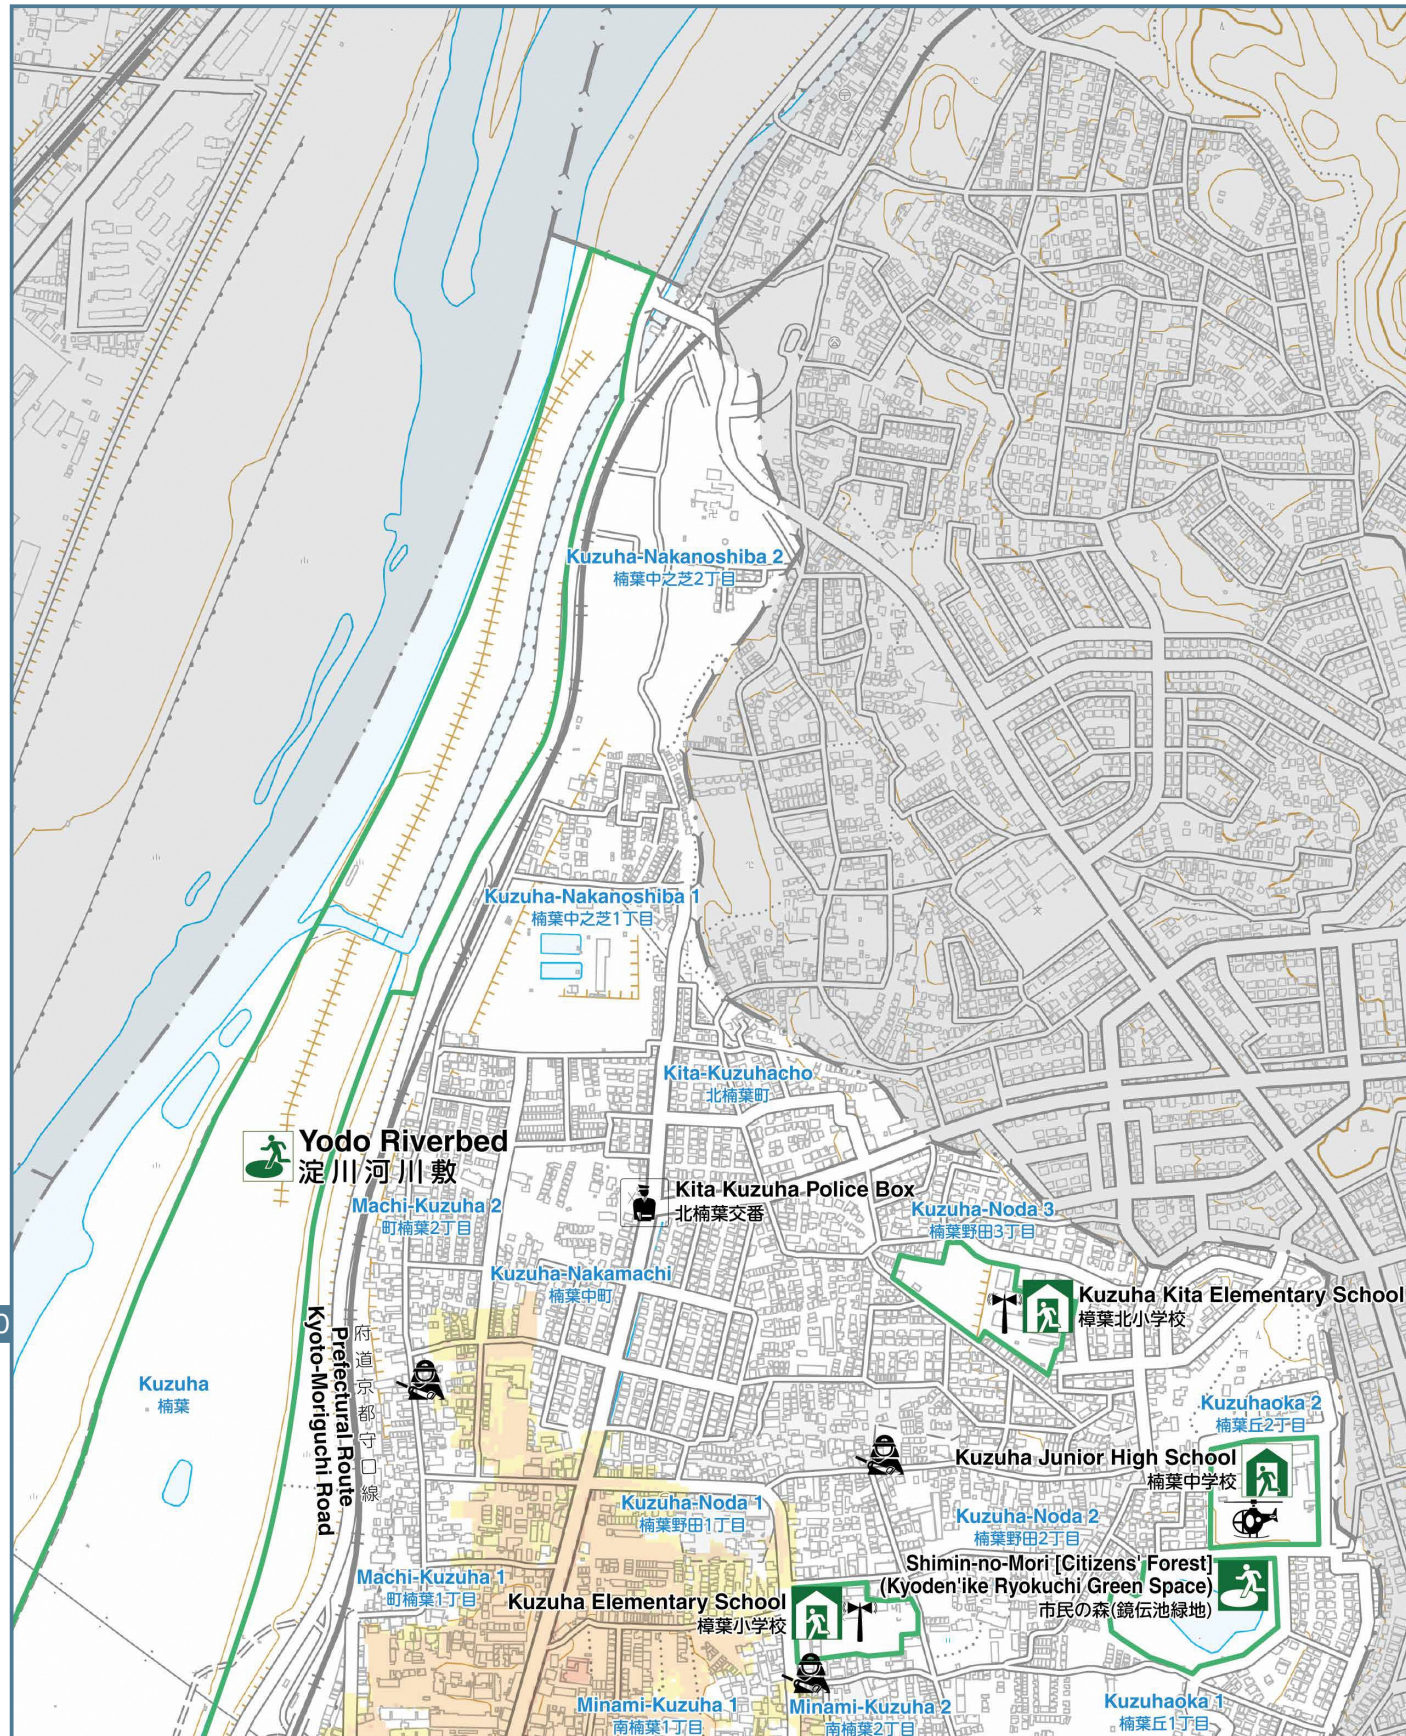 Kuzuha-Nakanoshiba 2
楠葉中之芝2丁目
Kuzuha-Nakanoshiba 1
楠葉中之芝1丁目
Kita-Kuzuhacho
北楠葉町
Yodo Riverbed
淀川河川敷
Machi-Kuzuha 2
町楠葉2丁目
Kita Kuzuha Police Box
北楠葉交番
Kuzuha-Noda 3
楠葉野田3丁目
Kuzuha-Nakamachi
楠葉中町
Kuzuha Kita Elementary School
樟葉北小学校
0
Prefectural Route
Kyoto-Moriguchi Road
府道京都守口線
Kuzuha
楠葉
Kuzuhaoka 2
楠葉丘2丁目
Kuzuha Junior High School
楠葉中学校
Kuzuha-Noda 1
楠葉野田1丁目
Kuzuha-Noda 2
楠葉野田2丁目
Shimin-no-Mori [Citizens' Forest]
(Kyoden'ike Ryokuchi Green Space)
市民の森(鏡伝池緑地)
Machi-Kuzuha 1
町楠葉1丁目
Kuzuha Elementary School
樟葉小学校
Minami-Kuzuha 1
南楠葉1丁目
Minami-Kuzuha 2
南楠葉2丁目
Kuzuhaoka 1
楠葉丘1丁目